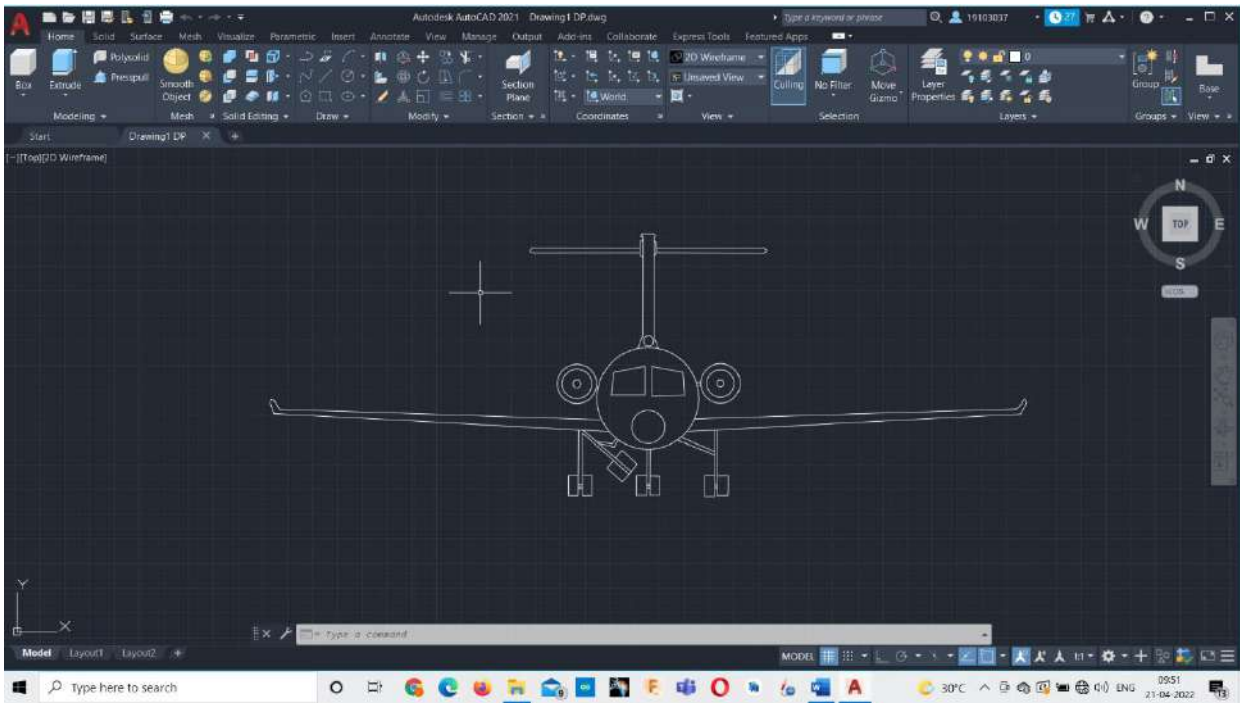 Autodesk AutoCAD 2021 Drawing1 DP.dwg
Type a keyword or phrase
19103037
27
Home Solid Surface Mesh Visualize Parametric Insert Annotate View Manage Output Add-ins Collaborate Express Tools Featured Apps
Polysolid
Presspull
Box
Extrude
Smooth
Object
Section
Plane
World
2D Wireframe
Unsaved View
Culling
No Filter
Move
Gizmo
Layer
Properties
0
Group
Base
Modeling Mesh Solid Editing Draw Modify Section Coordinates View Selection Layers Groups View
Start Drawing1 DP
[-][Top][2D Wireframe]
N
W TOP E
S
Y
X
Type a command
Model Layout1 Layout2 +
MODEL 1:1
Type here to search
30°C ENG
09:51
21-04-2022